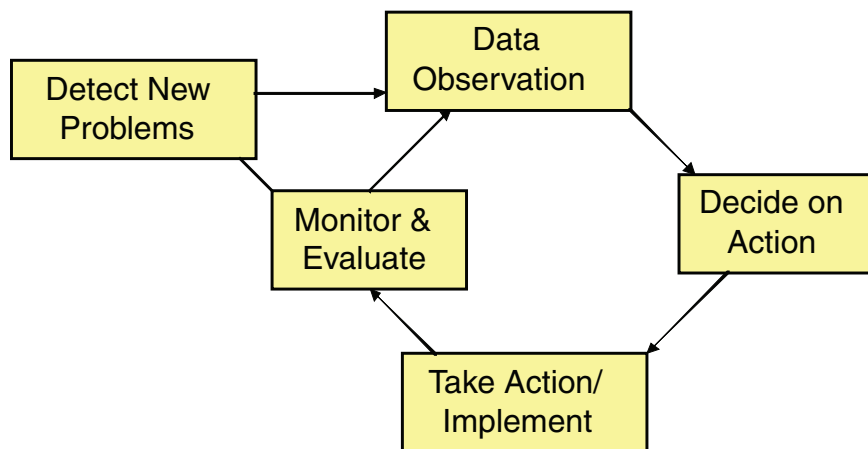 Data
Observation
Detect New
Problems
Monitor &
Evaluate
Decide on
Action
Take Action/
Implement